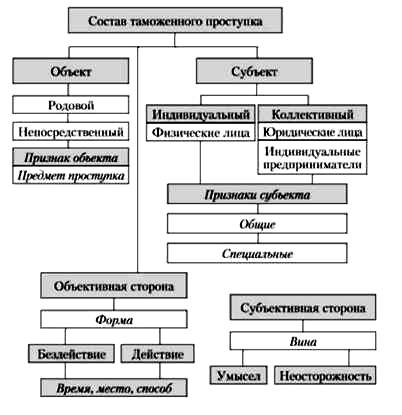 Состав таможенного проступка
Объект
Субъект
Родовой
Непосредственный
Признак объекта
Предмет проступка
Индивидуальный
Физические лица
Коллективный
Юридические лица
Индивидуальные
предприниматели
Признаки субъекта
Общие
Специальные
Объективная сторона
Форма
Бездействие
Действие
Время, место, способ
Субъективная сторона
Вина
Умысел
Неосторожность